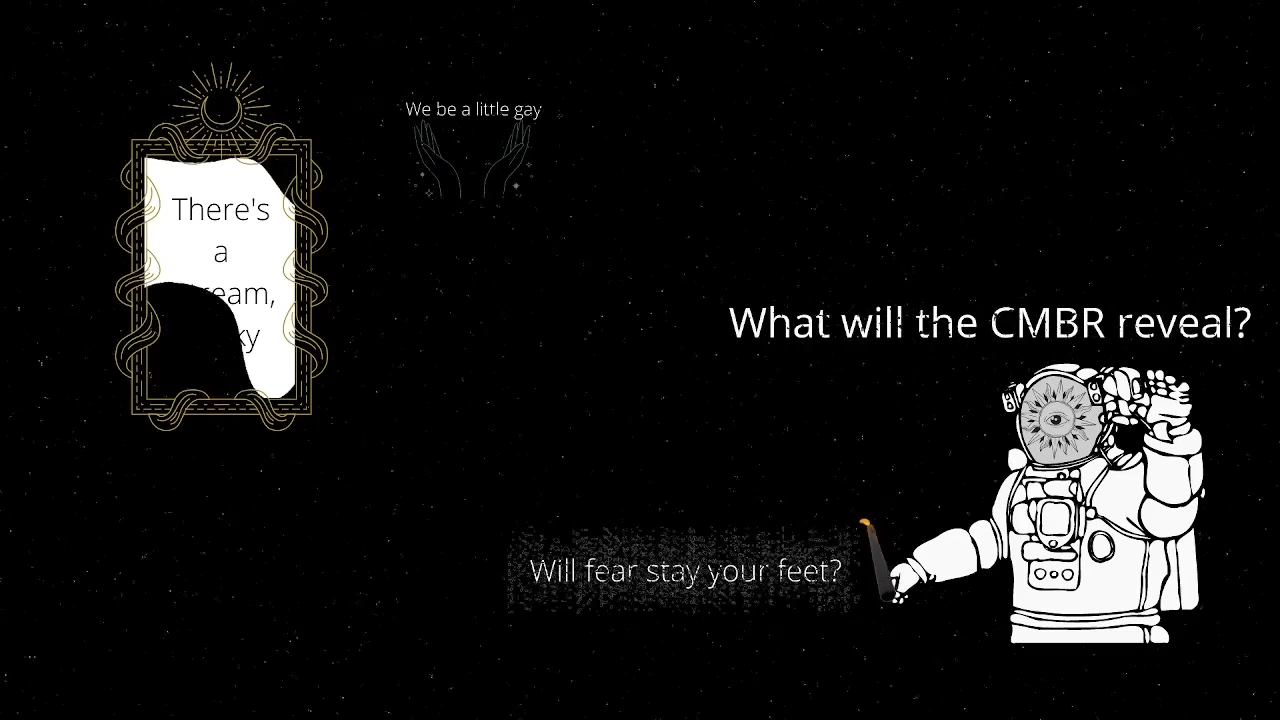 We be a little gay
There's
a
What will the CMBR reveal?
Will fear stay your feet?